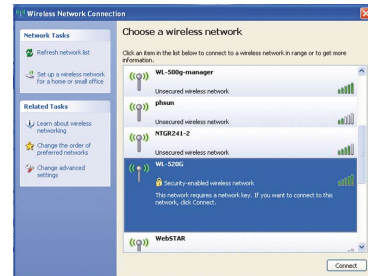 Wireless Network Connection
Network Tasks
Refresh network list
Set up a wireless network
for a home or small office
Related Tasks
Learn about wireless
networking
Change the order of
preferred networks
Change advanced
settings
Choose a wireless network
Click an item in the list below to connect to a wireless network in range or to get more
information.
WL-500g-manager
Unsecured wireless network
phsun
Unsecured wireless network
NTGR241-2
Unsecured wireless network
WL-520G
Security-enabled wireless network
This network requires a network key. If you want to connect to this
network, click Connect.
WebSTAR
Connect